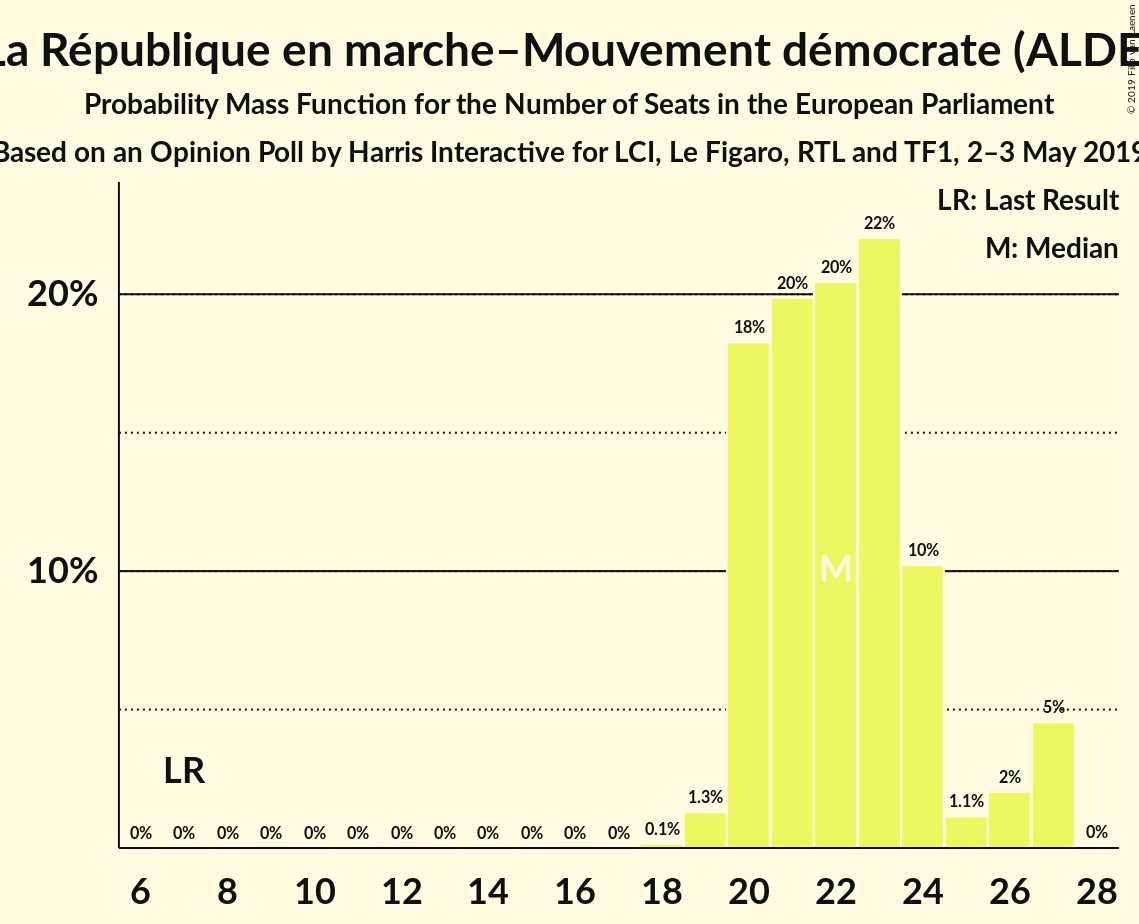 La République en marche–Mouvement démocrate (ALDE
Probability Mass Function for the Number of Seats in the European Parliament
Based on an Opinion Poll by Harris Interactive for LCI, Le Figaro, RTL and TF1, 2–3 May 2019
© 2019 Filip van Laenen
LR: Last Result
M: Median
20%
10%
22%
20%
20%
18%
10%
5%
2%
1.3%
1.1%
0.1%
0% 0% 0% 0% 0% 0% 0% 0% 0% 0% 0% 0% 0%
M
LR
6 8 10 12 14 16 18 20 22 24 26 28